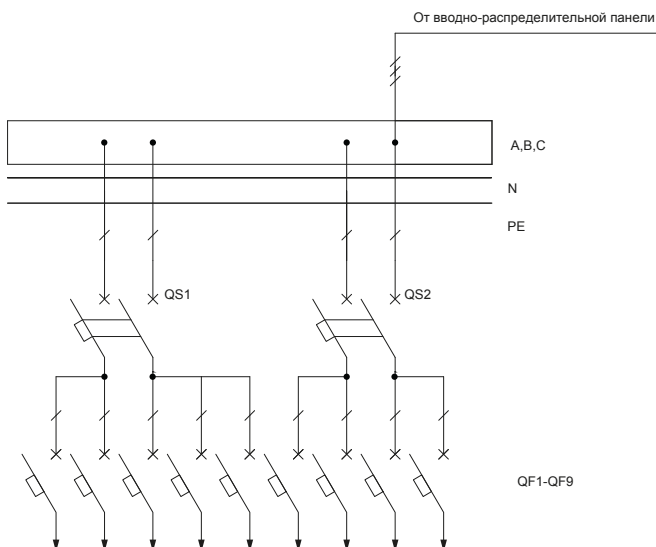 От вводно-распределительной панели
A,B,C
N
PE
QS1
QS2
QF1-QF9